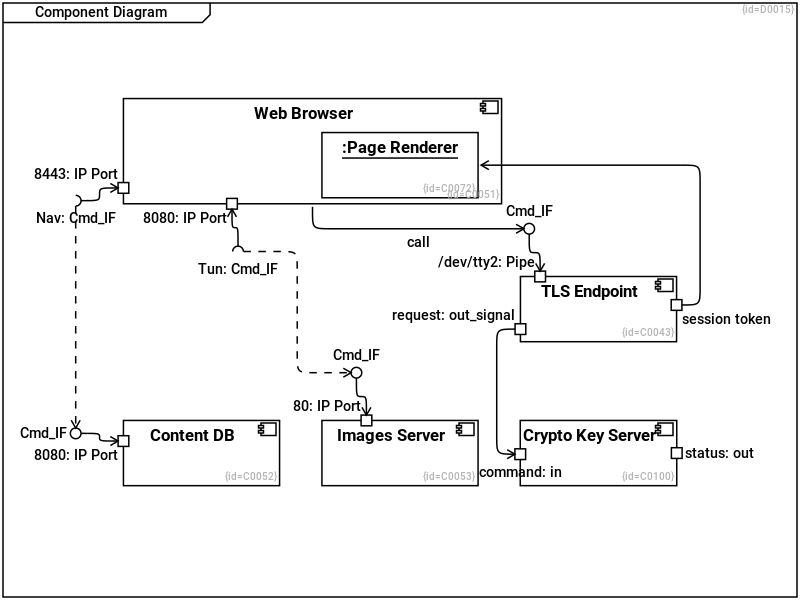 Component Diagram
{id=D0015}
Web Browser
:Page Renderer
{id=C0072}
{id=C0051}
8443: IP Port
Nav: Cmd_IF
8080: IP Port
Tun: Cmd_IF
call
Cmd_IF
/dev/tty2: Pipe
TLS Endpoint
{id=C0043}
request: out_signal
session token
Cmd_IF
80: IP Port
Cmd_IF
8080: IP Port
Content DB
{id=C0052}
Images Server
{id=C0053}
Crypto Key Server
{id=C0100}
command: in
status: out